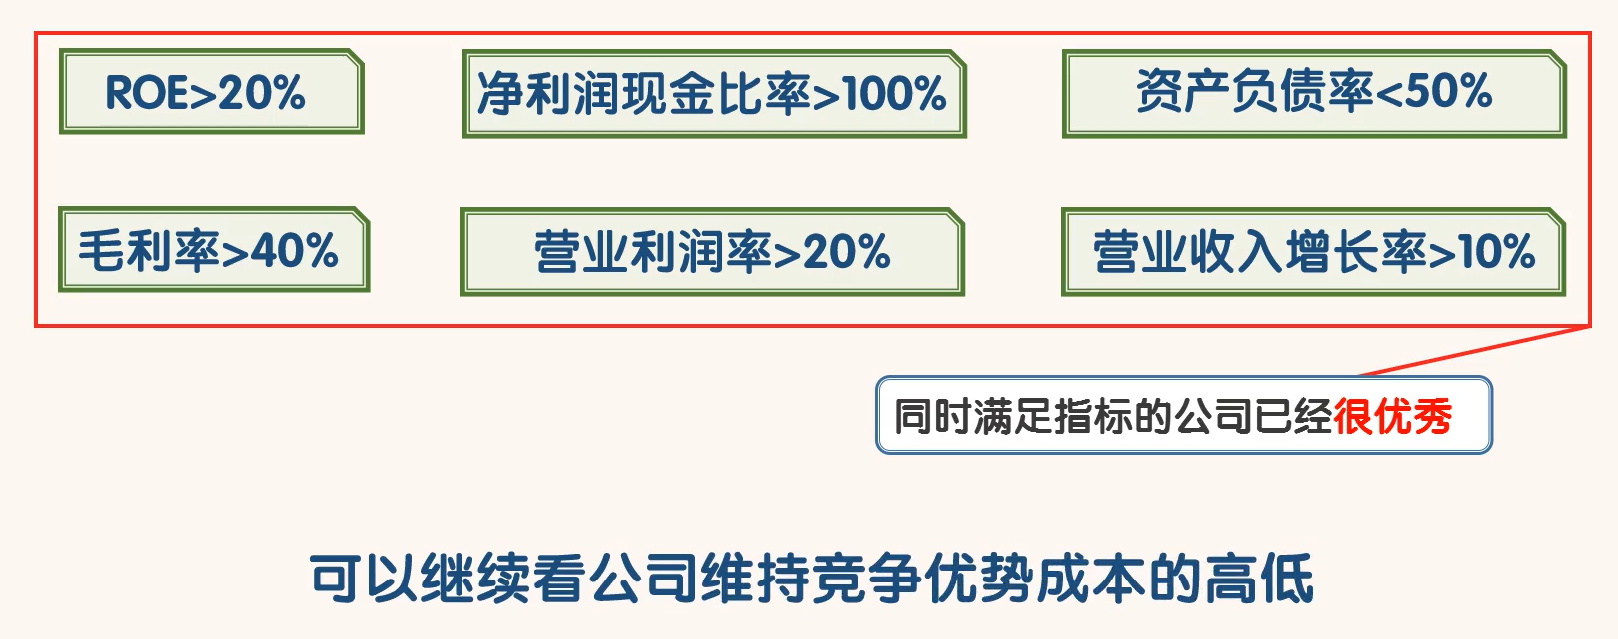 ROE>20%
净利润现金比率>100%
资产负债率<50%
毛利率>40%
营业利润率>20%
营业收入增长率>10%
同时满足指标的公司已经很优秀
可以继续看公司维持竞争优势成本的高低